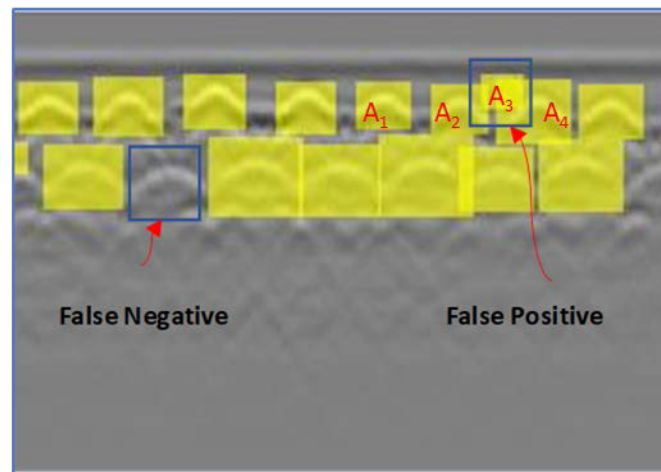 A₁ A₂ A₃ A₄
False Negative False Positive